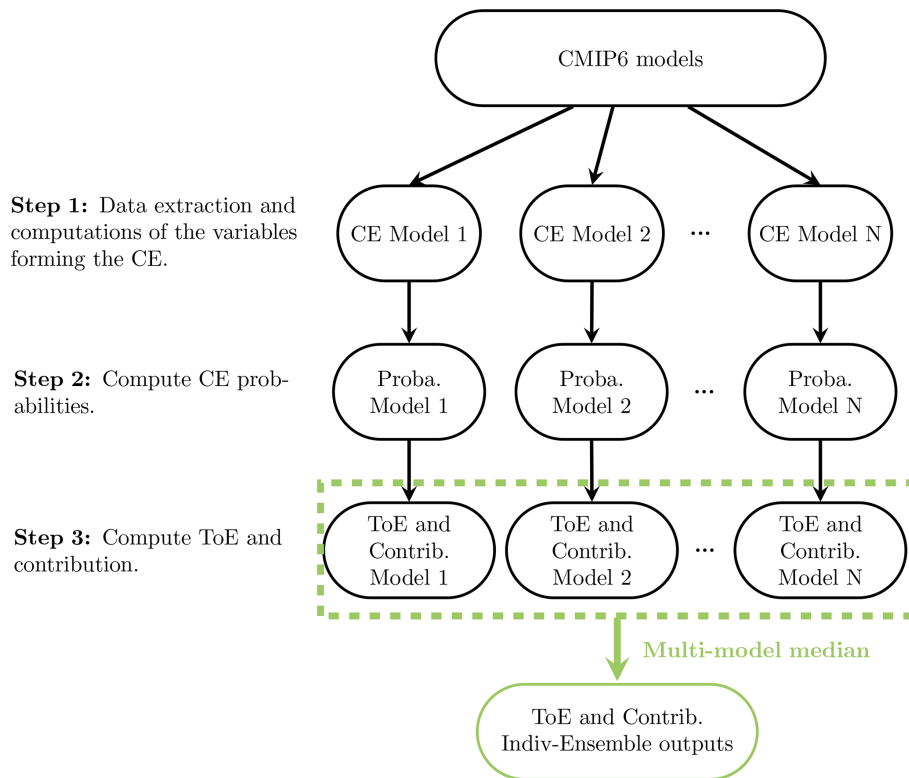 CMIP6 models
Step 1: Data extraction and
computations of the variables
forming the CE.
CE Model 1
CE Model 2
...
CE Model N
Step 2: Compute CE prob-
abilities.
Proba.
Model 1
Proba.
Model 2
...
Proba.
Model N
Step 3: Compute ToE and
contribution.
ToE and
Contrib.
Model 1
ToE and
Contrib.
Model 2
...
ToE and
Contrib.
Model N
Multi-model median
ToE and Contrib.
Indiv-Ensemble outputs